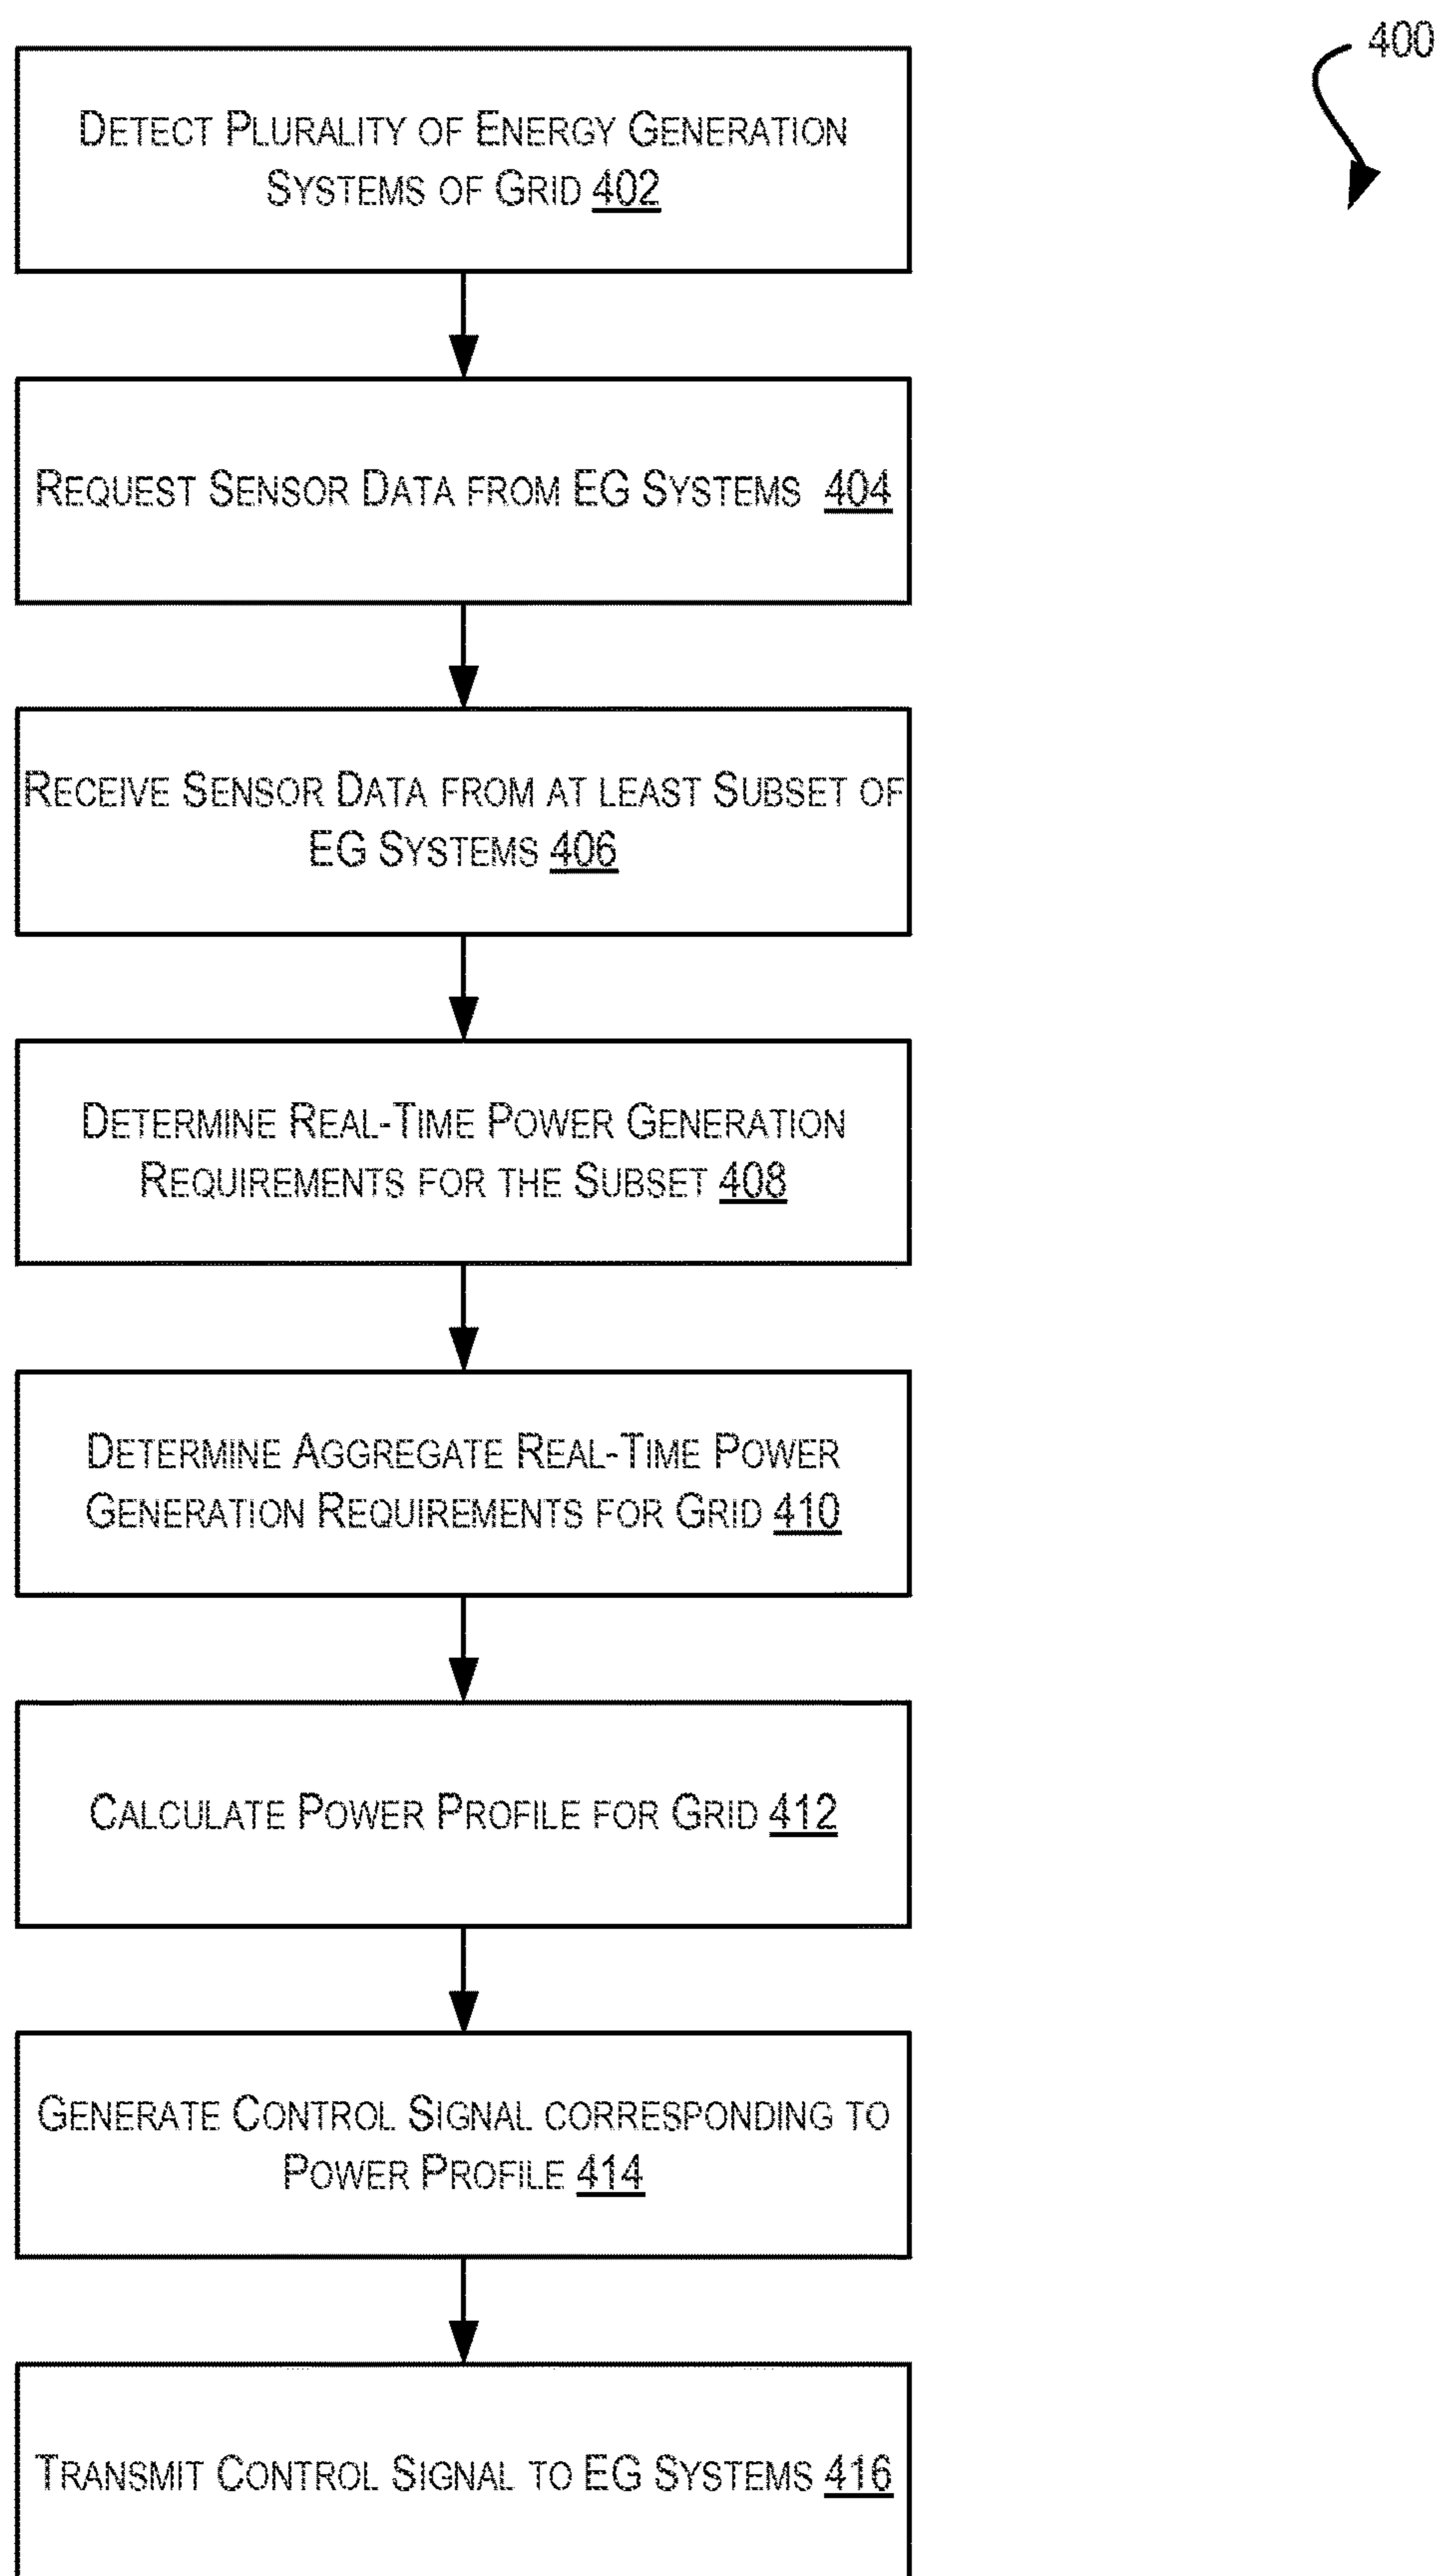 400
Detect Plurality of Energy Generation
Systems of Grid 402
Request Sensor Data from EG Systems 404
Receive Sensor Data from at least Subset of
EG Systems 406
Determine Real-Time Power Generation
Requirements for the Subset 408
Determine Aggregate Real-Time Power
Generation Requirements for Grid 410
Calculate Power Profile for Grid 412
Generate Control Signal corresponding to
Power Profile 414
Transmit Control Signal to EG Systems 416